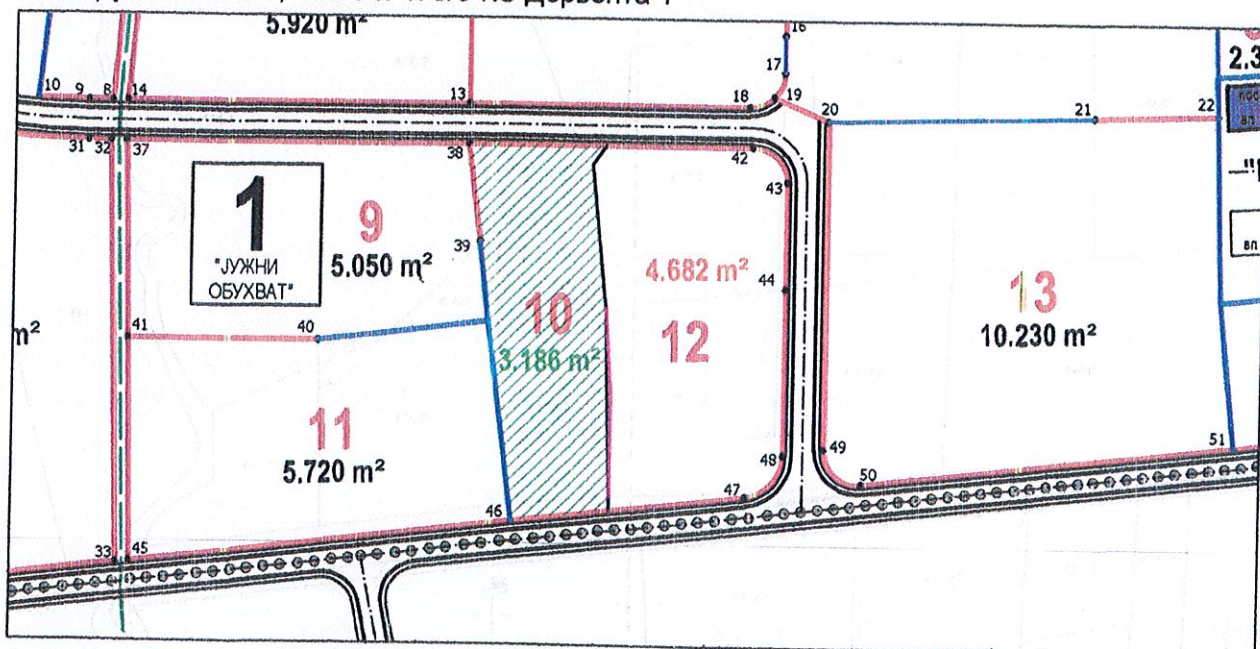 Дервента 1
5.920 m²
16
2.3
10 9 8 14 13 17 18 19 20 21 22
31 32 37 38 42 43
1
"ЈУЖНИ
ОБУХВАТ"
9
5.050 m²
39
4.682 m²
44
10
3.186 m²
12
13
10.230 m²
m²
вп
41 40
11
5.720 m²
46 47 48 49 50 51
33 45